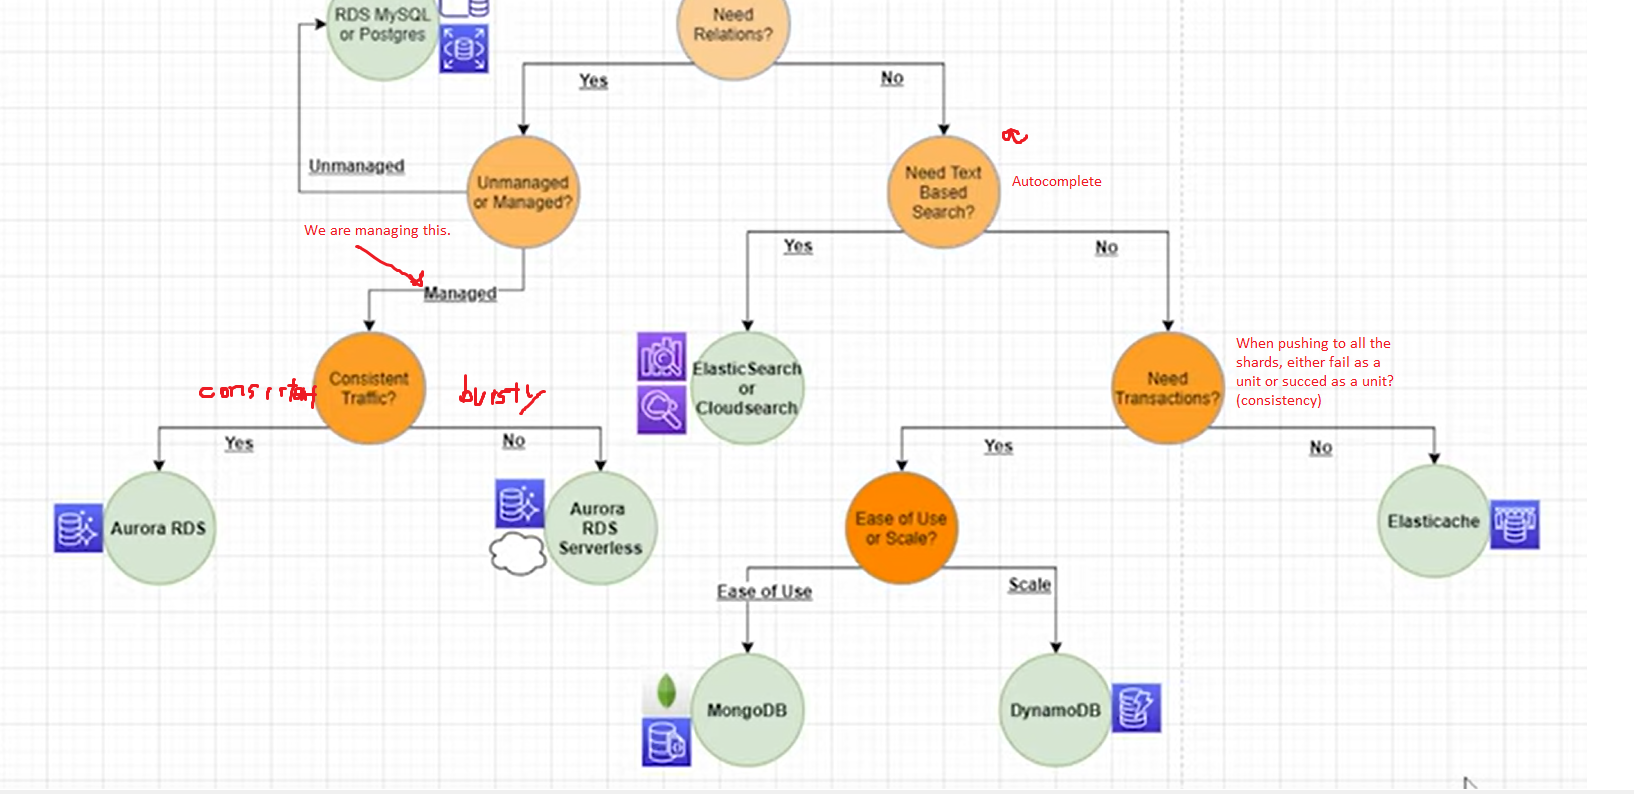 RDS MySQL
or Postgres
Need
Relations?
Yes
No
Unmanaged
Unmanaged
or Managed?
Need Text
Based
Search?
Autocomplete
We are managing this.
Managed
Yes
No
Consistent
Traffic?
bursty
ElasticSearch
or
Cloudsearch
Need
Transactions?
When pushing to all the
shards, either fail as a
unit or succed as a unit?
(consistency)
Yes
No
Yes
No
Aurora RDS
Aurora
RDS
Serverless
Ease of Use
or Scale?
Elasticache
Ease of Use
Scale
MongoDB
DynamoDB